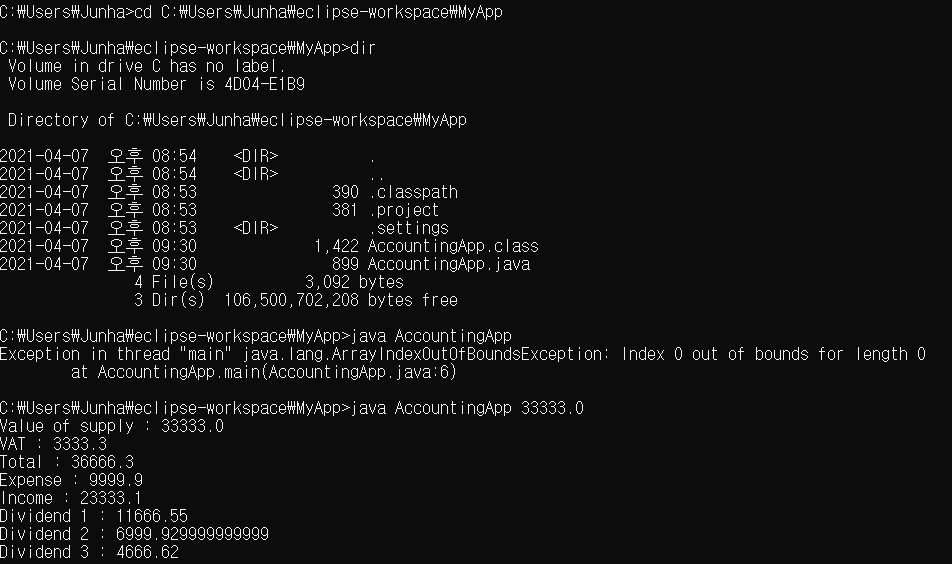 C:₩Users₩Junha>cd C:₩Users₩Junha₩eclipse-workspace₩MyApp
C:₩Users₩Junha₩eclipse-workspace₩MyApp>dir
Volume in drive C has no label.
Volume Serial Number is 4D04-E1B9
Directory of C:₩Users₩Junha₩eclipse-workspace₩MyApp
2021-04-07 오후 08:54 <DIR> .
2021-04-07 오후 08:54 <DIR> ..
2021-04-07 오후 08:53 390 .classpath
2021-04-07 오후 08:53 381 .project
2021-04-07 오후 08:53 <DIR> .settings
2021-04-07 오후 09:30 1,422 AccountingApp.class
2021-04-07 오후 09:30 899 AccountingApp.java
4 File(s) 3,092 bytes
3 Dir(s) 106,500,702,208 bytes free
C:₩Users₩Junha₩eclipse-workspace₩MyApp>java AccountingApp
Exception in thread "main" java.lang.ArrayIndexOutOfBoundsException: Index 0 out of bounds for length 0
at AccountingApp.main(AccountingApp.java:6)
C:₩Users₩Junha₩eclipse-workspace₩MyApp>java AccountingApp 33333.0
Value of supply : 33333.0
VAT : 3333.3
Total : 36666.3
Expense : 9999.9
Income : 23333.1
Dividend 1 : 11666.55
Dividend 2 : 6999.929999999999
Dividend 3 : 4666.62